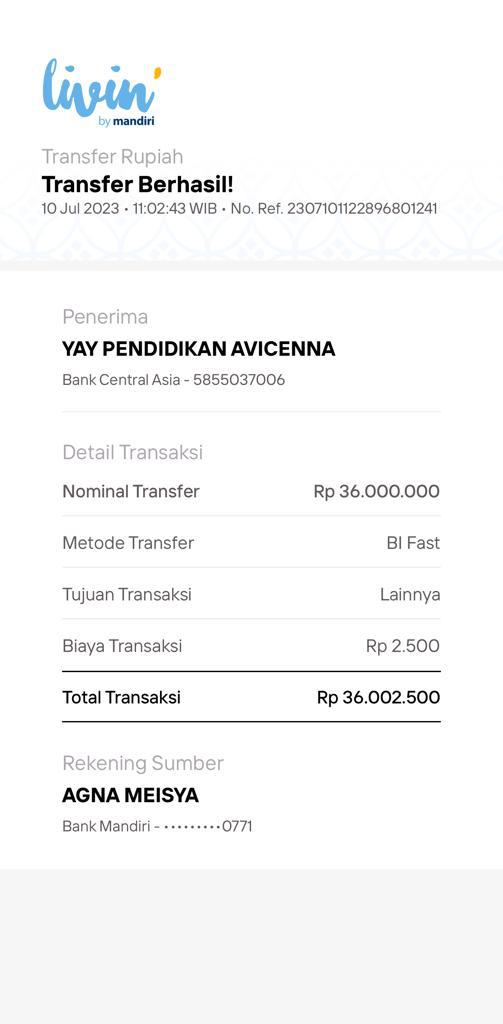 livin'
by mandiri
Transfer Rupiah
Transfer Berhasil!
10 Jul 2023 • 11:02:43 WIB • No. Ref. 2307101122896801241
Penerima
YAY PENDIDIKAN AVICENNA
Bank Central Asia - 5855037006
Detail Transaksi
Nominal Transfer Rp 36.000.000
Metode Transfer BI Fast
Tujuan Transaksi Lainnya
Biaya Transaksi Rp 2.500
Total Transaksi Rp 36.002.500
Rekening Sumber
AGNA MEISYA
Bank Mandiri - •••••••••0771